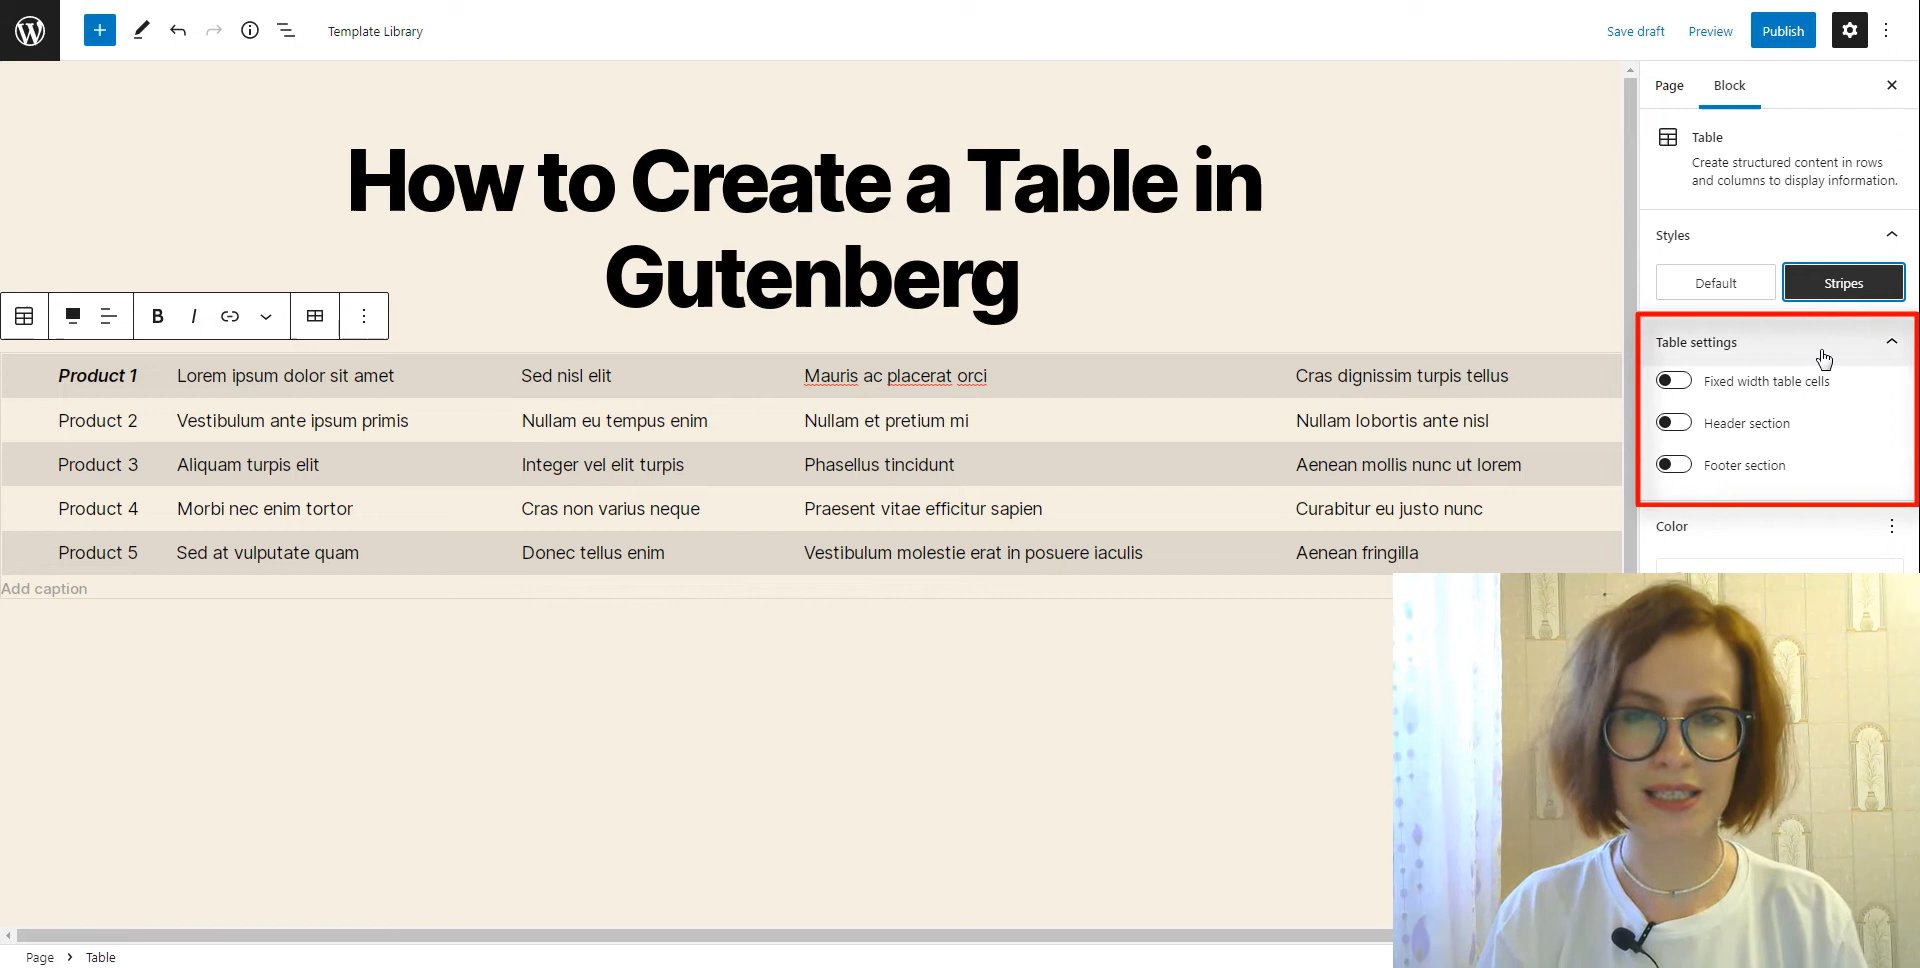 Template Library
Save draft
Preview
Publish
Page
Block
Table
Create structured content in rows
and columns to display information.
Styles
Default
Stripes
Table settings
Fixed width table cells
Header section
Footer section
Color
How to Create a Table in
Gutenberg
B I
Product 1 Lorem ipsum dolor sit amet Sed nisl elit Mauris ac placerat orci Cras dignissim turpis tellus
Product 2 Vestibulum ante ipsum primis Nullam eu tempus enim Nullam et pretium mi Nullam lobortis ante nisl
Product 3 Aliquam turpis elit Integer vel elit turpis Phasellus tincidunt Aenean mollis nunc ut lorem
Product 4 Morbi nec enim tortor Cras non varius neque Praesent vitae efficitur sapien Curabitur eu justo nunc
Product 5 Sed at vulputate quam Donec tellus enim Vestibulum molestie erat in posuere iaculis Aenean fringilla
Add caption
Page > Table